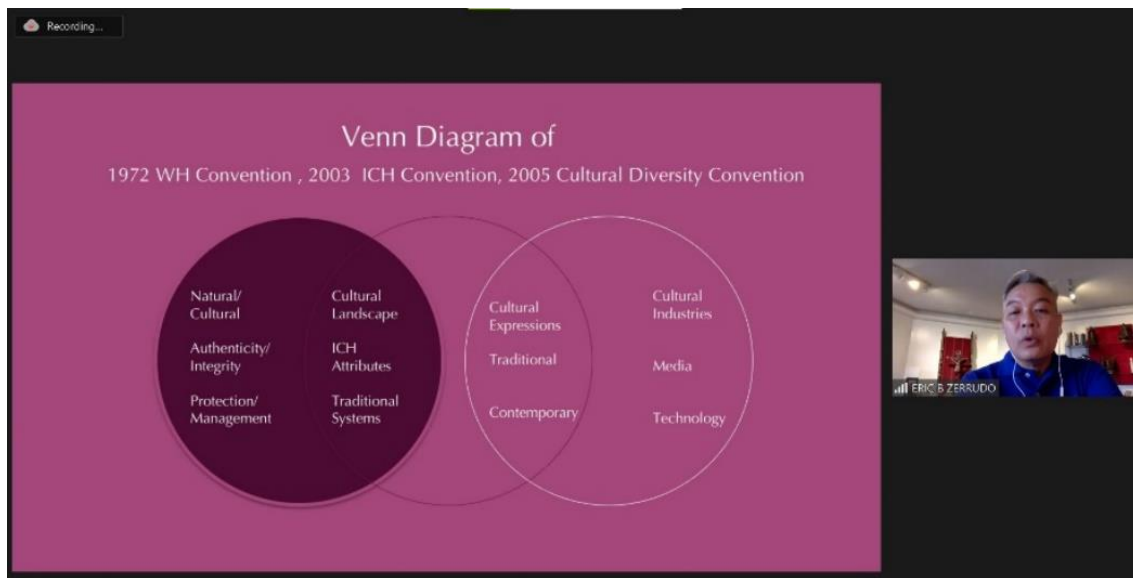 Recording...
Venn Diagram of
1972 WH Convention , 2003 ICH Convention, 2005 Cultural Diversity Convention
Natural/
Cultural
Authenticity/
Integrity
Protection/
Management
Cultural
Landscape
ICH
Attributes
Traditional
Systems
Cultural
Expressions
Traditional
Contemporary
Cultural
Industries
Media
Technology
ERIC B ZERRUDO